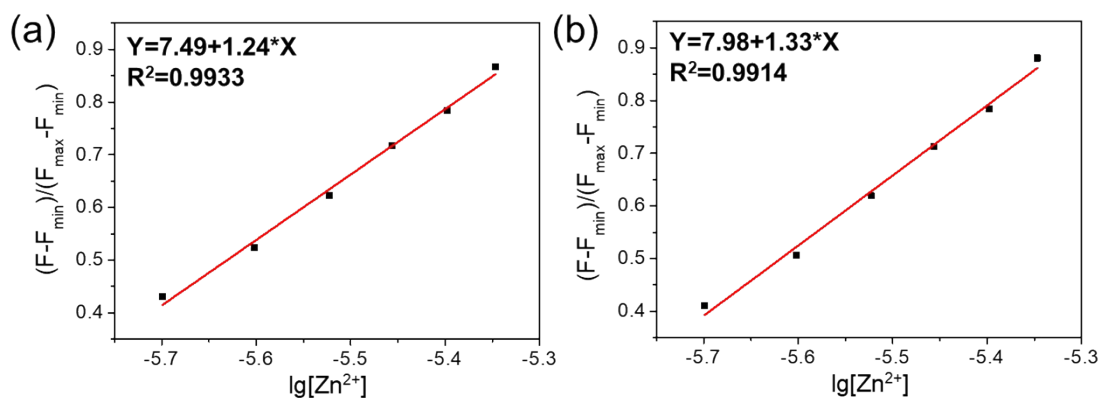 (a)
Y=7.49+1.24*X
R²=0.9933
(F-Fmin)/(Fmax-Fmin)
0.9
0.8
0.7
0.6
0.5
0.4
-5.7 -5.6 -5.5 -5.4 -5.3
lg[Zn²⁺]
(b)
Y=7.98+1.33*X
R²=0.9914
(F-Fmin)/(Fmax-Fmin)
0.9
0.8
0.7
0.6
0.5
0.4
-5.7 -5.6 -5.5 -5.4 -5.3
lg[Zn²⁺]